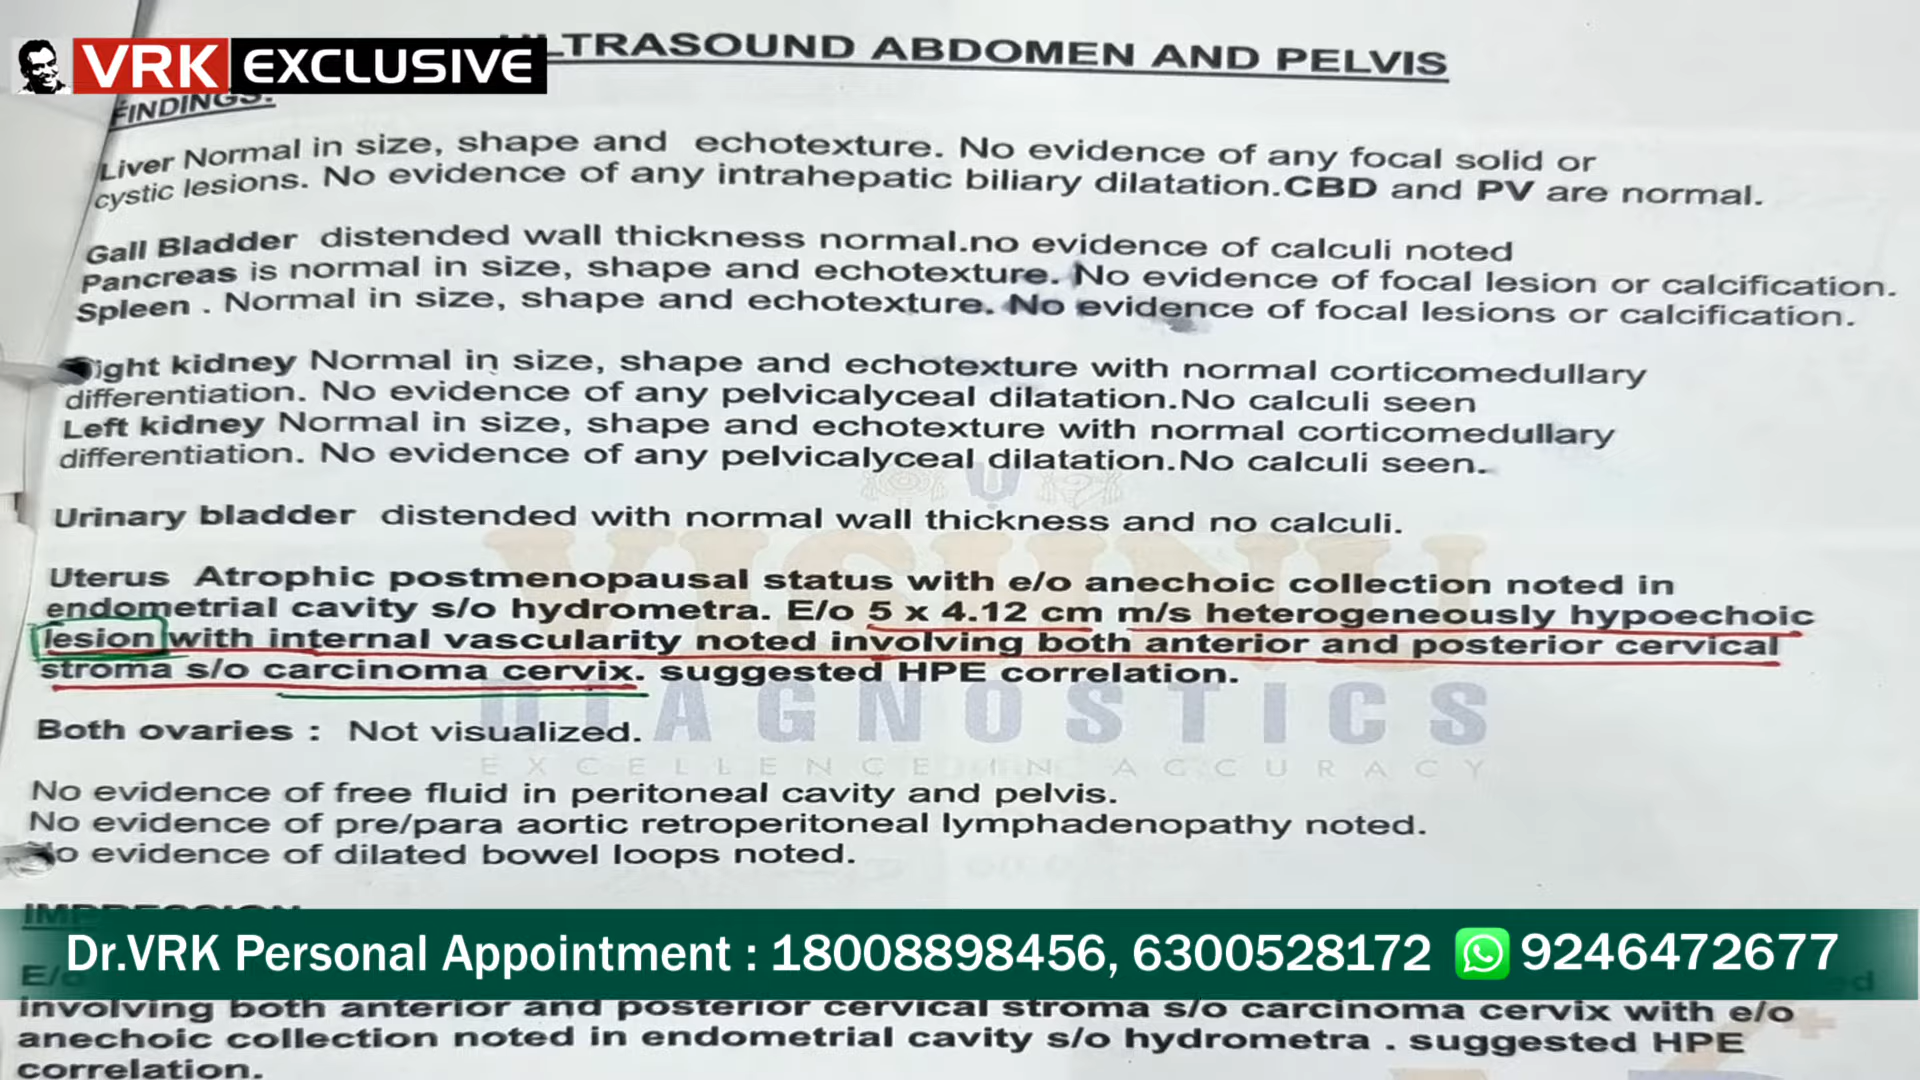 VRK EXCLUSIVE
ULTRASOUND ABDOMEN AND PELVIS
FINDINGS:
Liver Normal in size, shape and echotexture. No evidence of any focal solid or
cystic lesions. No evidence of any intrahepatic biliary dilatation.CBD and PV are normal.
Gall Bladder distended wall thickness normal.no evidence of calculi noted
Pancreas is normal in size, shape and echotexture. No evidence of focal lesion or calcification.
Spleen . Normal in size, shape and echotexture. No evidence of focal lesions or calcification.
Right kidney Normal in size, shape and echotexture with normal corticomedullary
differentiation. No evidence of any pelvicalyceal dilatation.No calculi seen
Left kidney Normal in size, shape and echotexture with normal corticomedullary
differentiation. No evidence of any pelvicalyceal dilatation.No calculi seen.
Urinary bladder distended with normal wall thickness and no calculi.
Uterus Atrophic postmenopausal status with e/o anechoic collection noted in
endometrial cavity s/o hydrometra. E/o 5 x 4.12 cm m/s heterogeneously hypoechoic
lesion with internal vascularity noted involving both anterior and posterior cervical
stroma s/o carcinoma cervix. suggested HPE correlation.
VISHNU
DIAGNOSTICS
EXCELLENCE IN ACCURACY
Both ovaries : Not visualized.
No evidence of free fluid in peritoneal cavity and pelvis.
No evidence of pre/para aortic retroperitoneal lymphadenopathy noted.
No evidence of dilated bowel loops noted.
IMPRESSION
Dr.VRK Personal Appointment : 18008898456, 6300528172 9246472677
E/o
involving both anterior and posterior cervical stroma s/o carcinoma cervix with e/o
anechoic collection noted in endometrial cavity s/o hydrometra . suggested HPE
correlation.